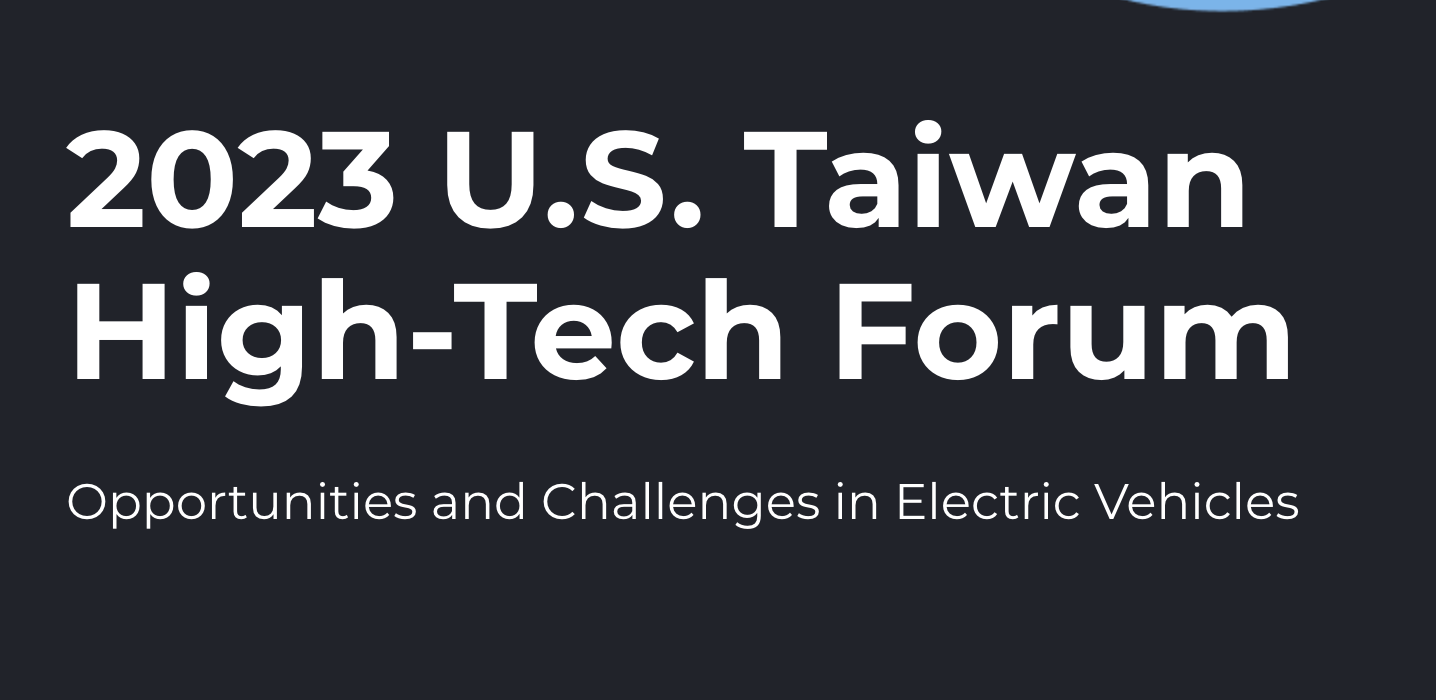 2023 U.S. Taiwan
High-Tech Forum
Opportunities and Challenges in Electric Vehicles